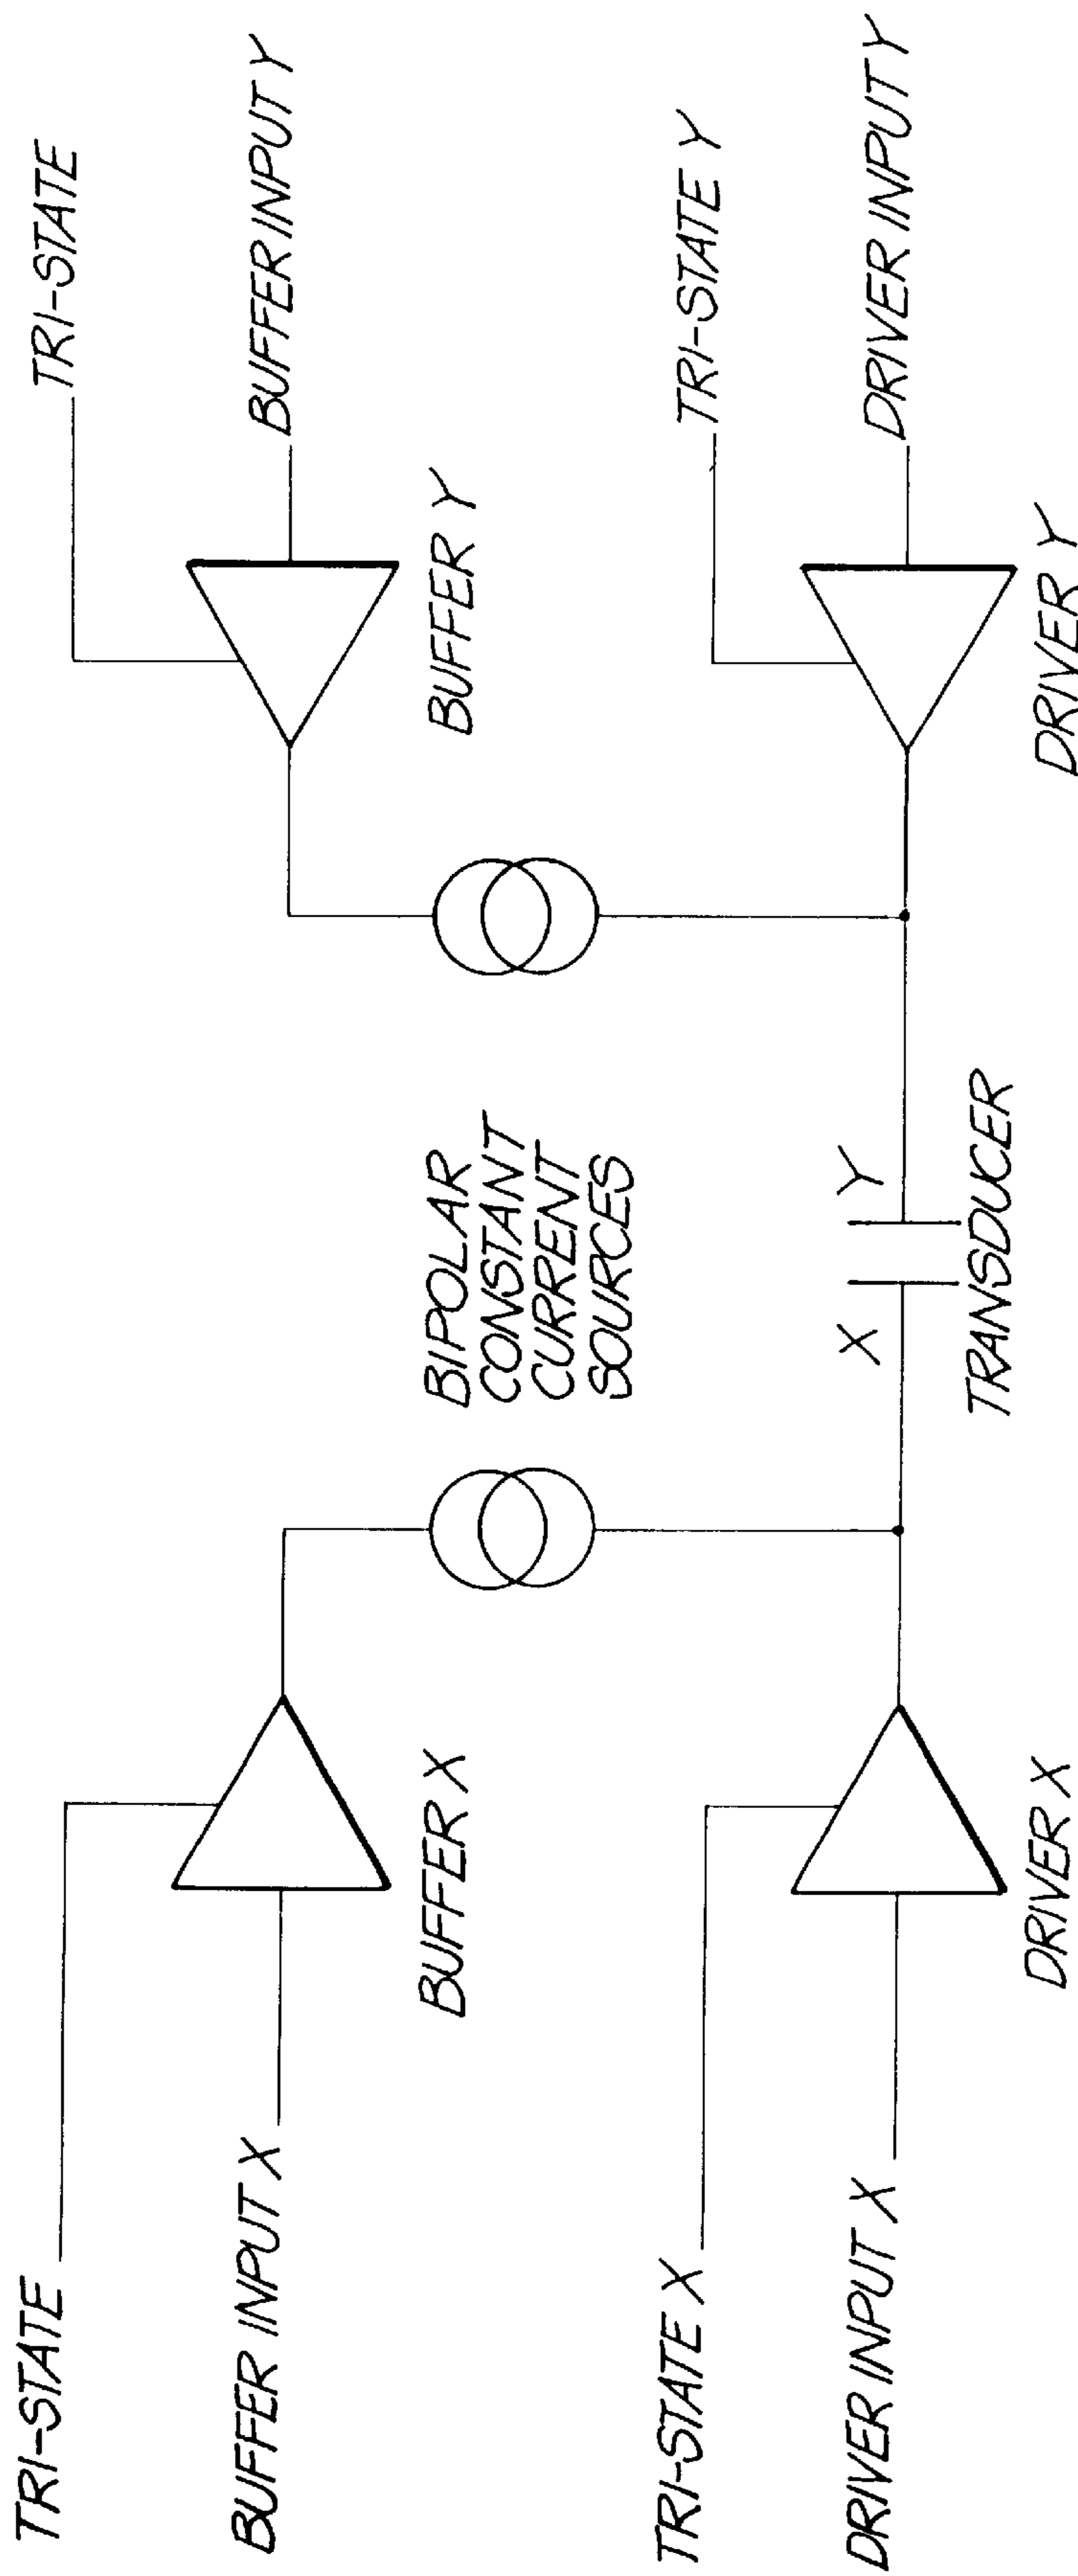 TRI-STATE
TRI-STATE
BUFFER INPUT X
BUFFER INPUT Y
BUFFER X
BUFFER Y
BIPOLAR
CONSTANT
CURRENT
SOURCES
TRI-STATE X
TRI-STATE Y
DRIVER INPUT X
X
Y
DRIVER INPUT Y
TRANSDUCER
DRIVER X
DRIVER Y